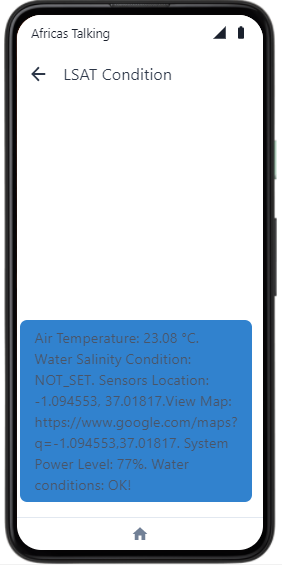 Africas Talking
LSAT Condition
Air Temperature: 23.08 °C.
Water Salinity Condition:
NOT_SET. Sensors Location:
-1.094553, 37.01817.View Map:
https://www.google.com/maps?
q=-1.094553,37.01817. System
Power Level: 77%. Water
conditions: OK!